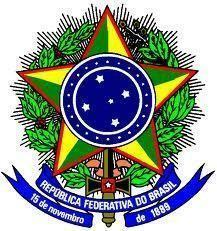 REPÚBLICA FEDERATIVA DO BRASIL
15 de novembro
de 1889